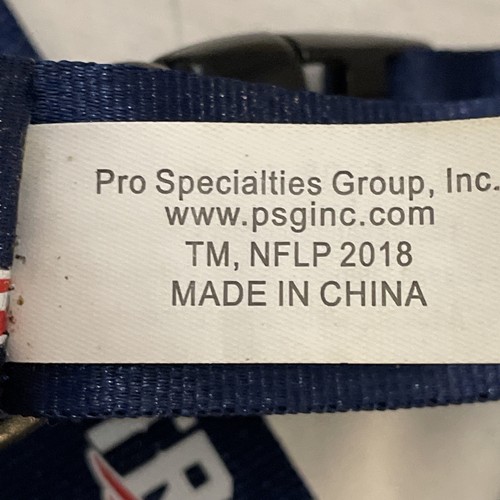 Pro Specialties Group, Inc.
www.psginc.com
TM, NFLP 2018
MADE IN CHINA